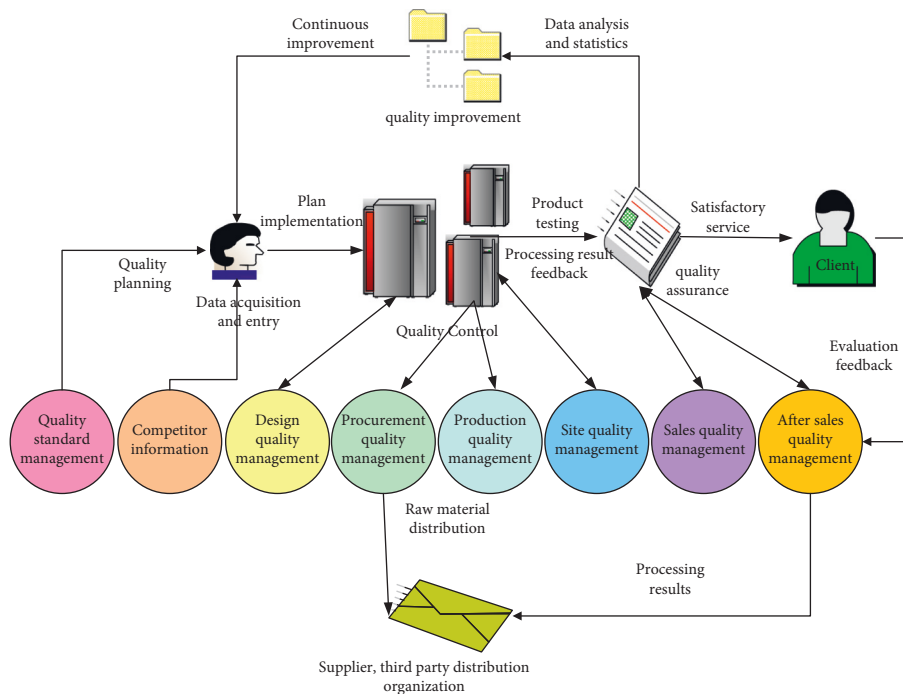 Continuous
improvement
Data analysis
and statistics
quality improvement
Plan
implementation
Product
testing
Processing result
feedback
Satisfactory
service
Quality
planning
Data acquisition
and entry
quality
assurance
Client
Quality Control
Evaluation
feedback
Quality
standard
management
Competitor
information
Design
quality
management
Procurement
quality
management
Production
quality
management
Site quality
management
Sales quality
management
After sales
quality
management
Raw material
distribution
Processing
results
Supplier, third party distribution
organization